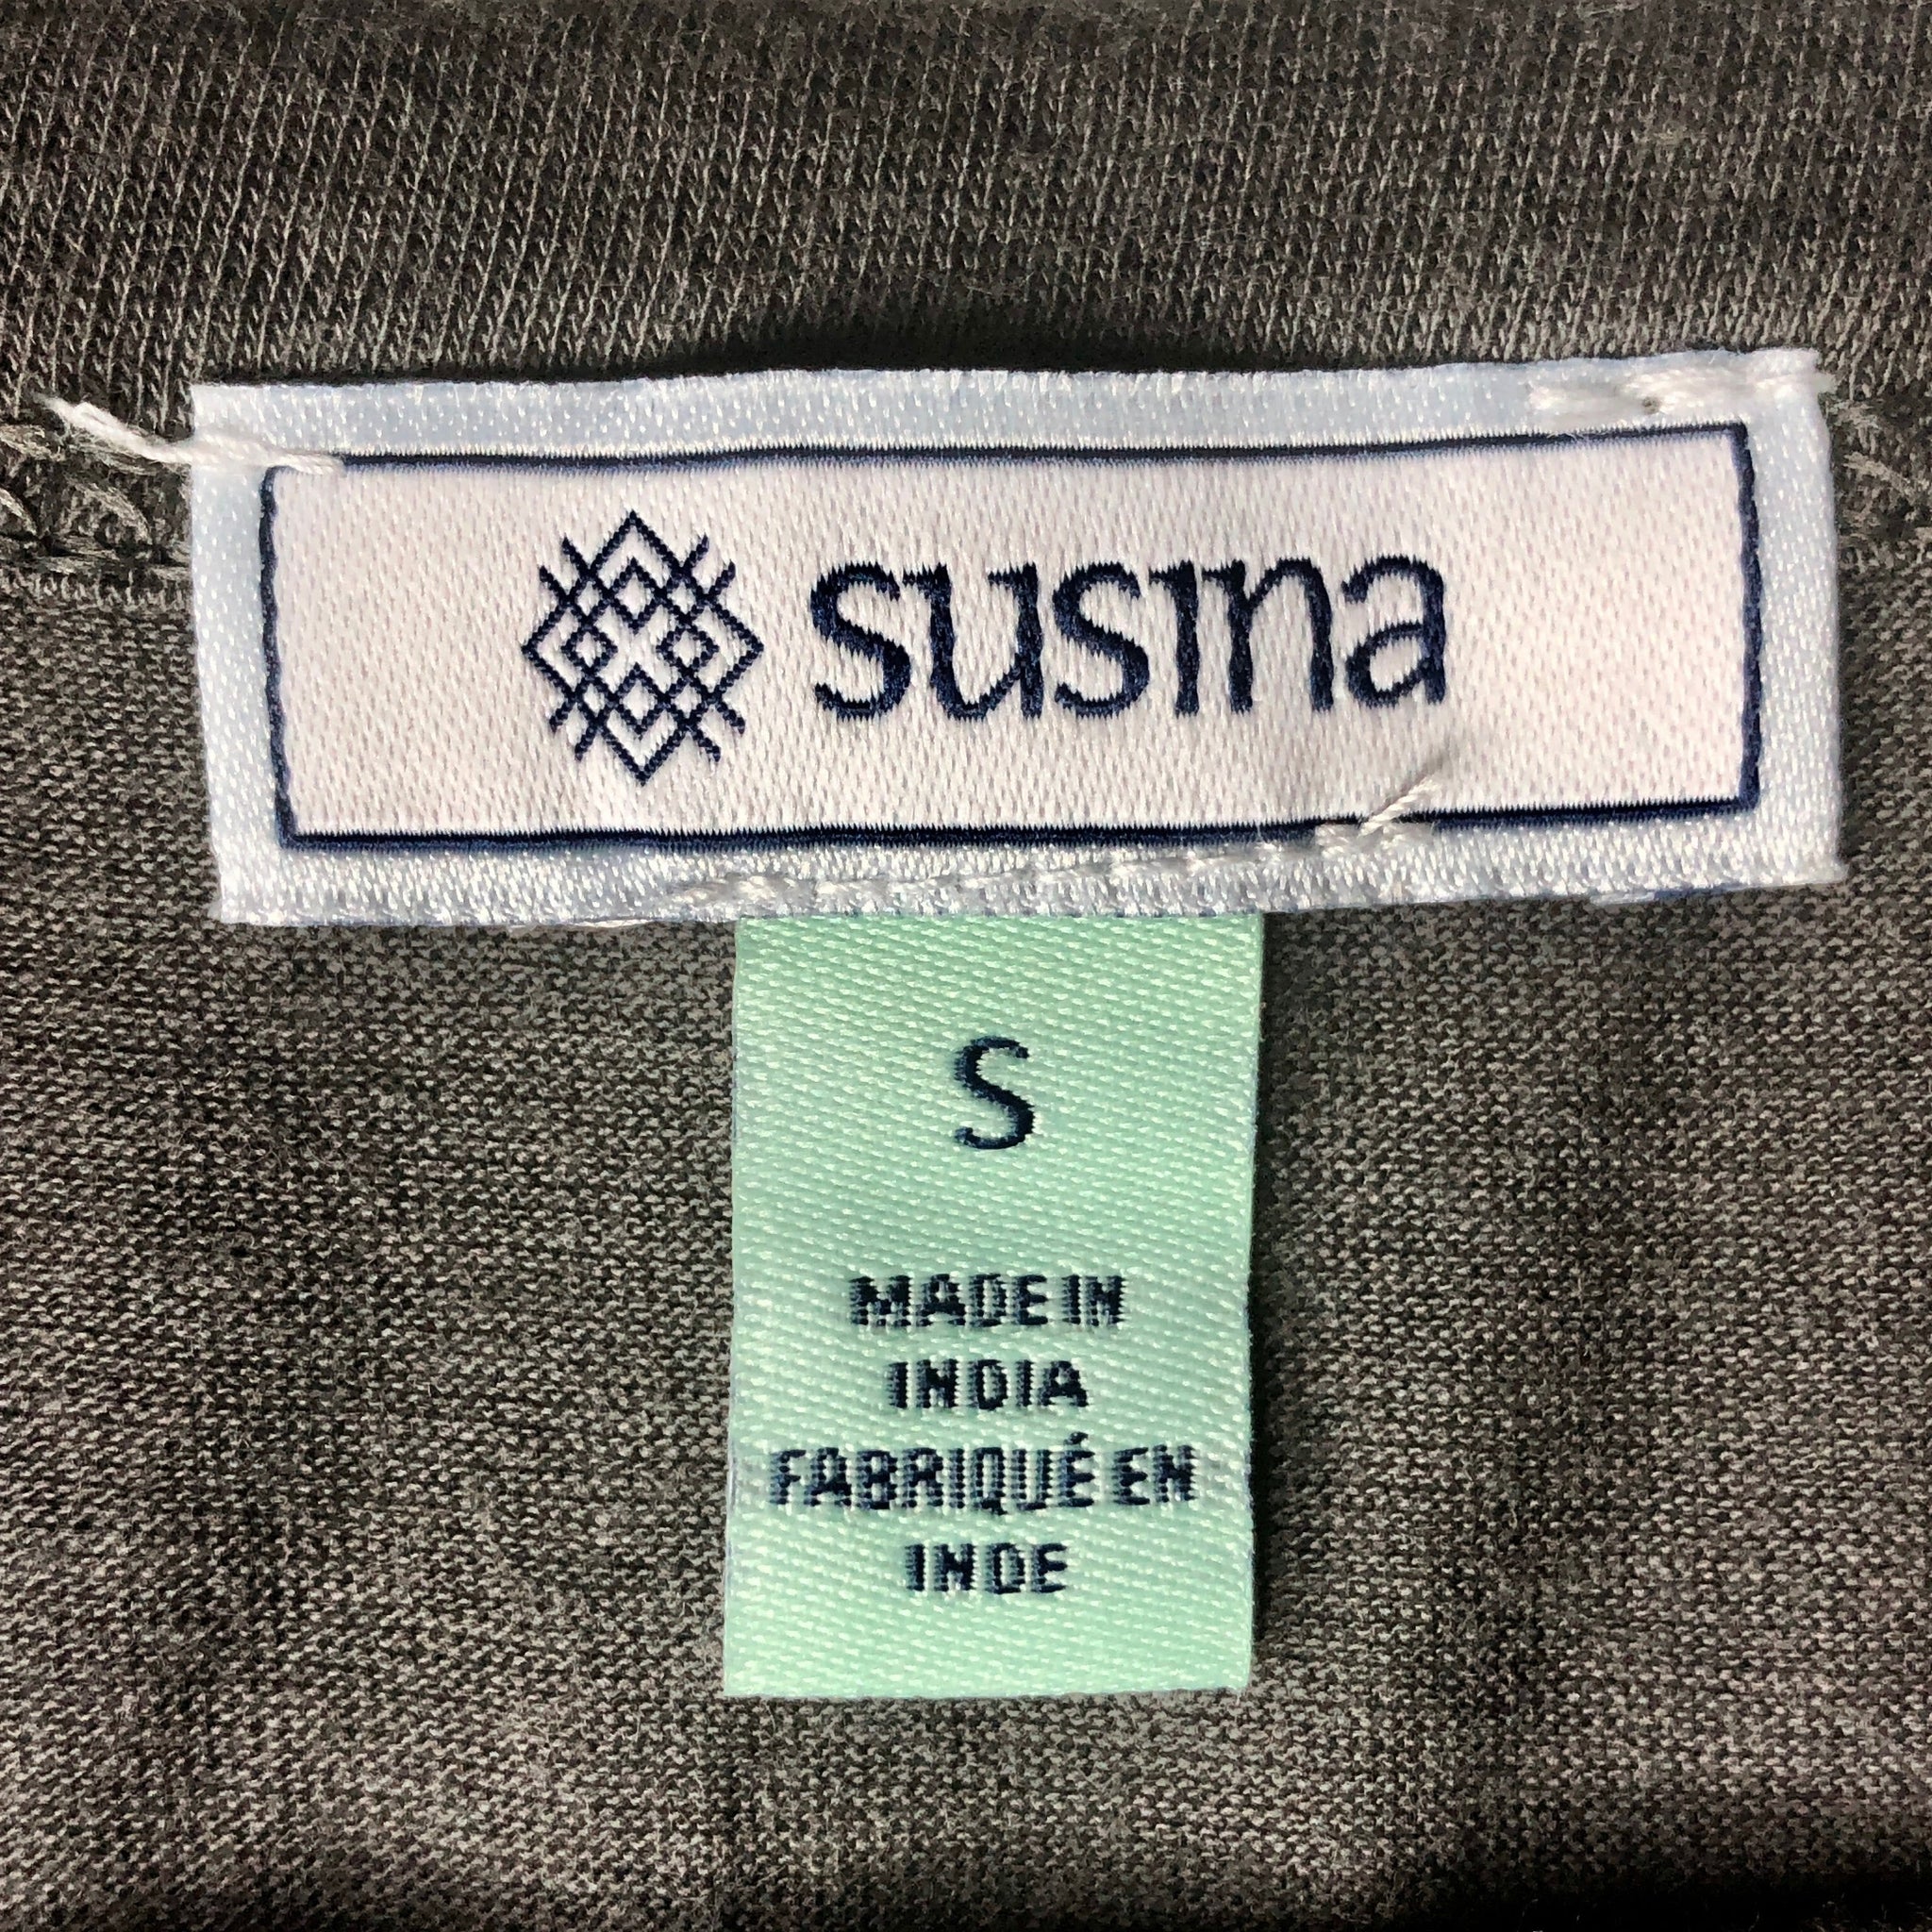 susina
S
MADE IN
INDIA
FABRIQUÉ EN
INDE